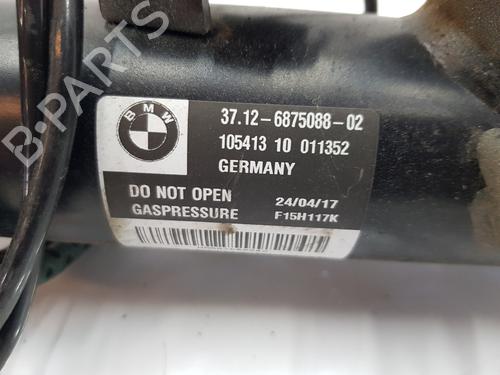 B-PARTS
BMW
37.12-6875088-02
105413 10 011352
GERMANY
DO NOT OPEN 24/04/17
GASPRESSURE F15H117K